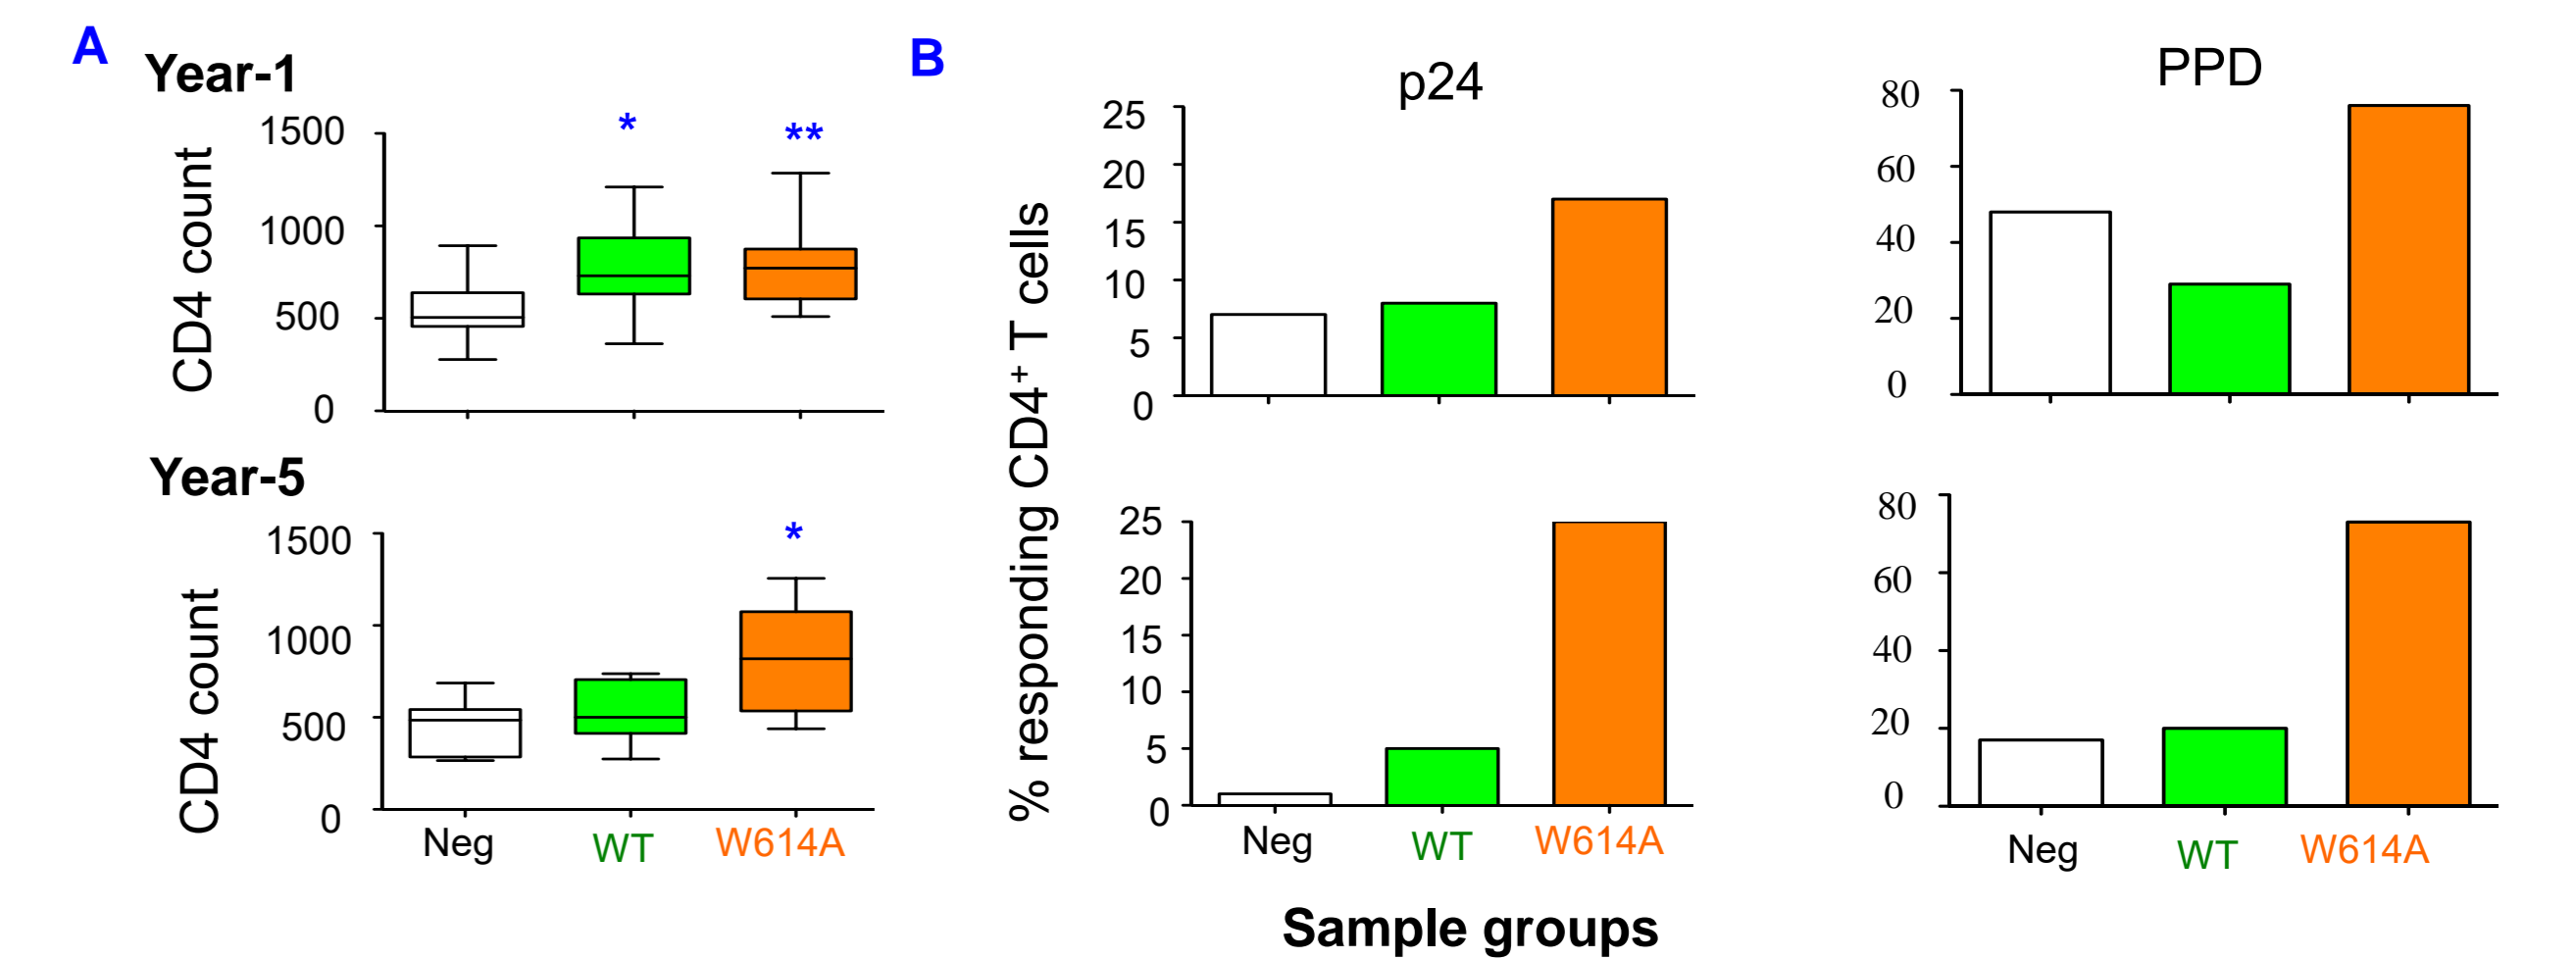 A
Year-1
CD4 count
1500
1000
500
0
*
**
Year-5
CD4 count
1500
1000
500
0
*
Neg
WT
W614A
B
% responding CD4⁺ T cells
p24
25
20
15
10
5
0
PPD
80
60
40
20
0
25
20
15
10
5
0
Neg
WT
W614A
80
60
40
20
0
Neg
WT
W614A
Sample groups